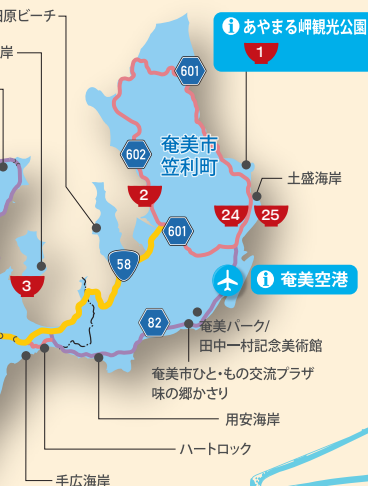 田原ビーチ
岸
あやまる岬観光公園
1
601
602
奄美市
笠利町
2
土盛海岸
24
25
601
58
3
奄美空港
82
奄美パーク/
田中一村記念美術館
奄美市ひと・もの交流プラザ
味の郷かさり
用安海岸
ハートロック
手広海岸